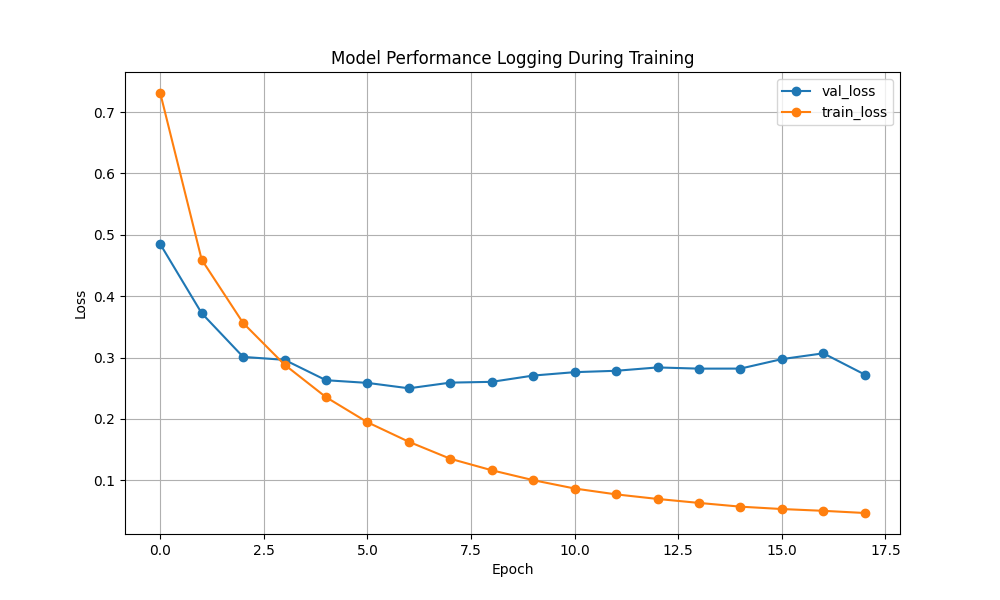 Model Performance Logging During Training
val_loss
train_loss
0.7
0.6
0.5
0.4
0.3
0.2
0.1
Loss
0.0 2.5 5.0 7.5 10.0 12.5 15.0 17.5
Epoch